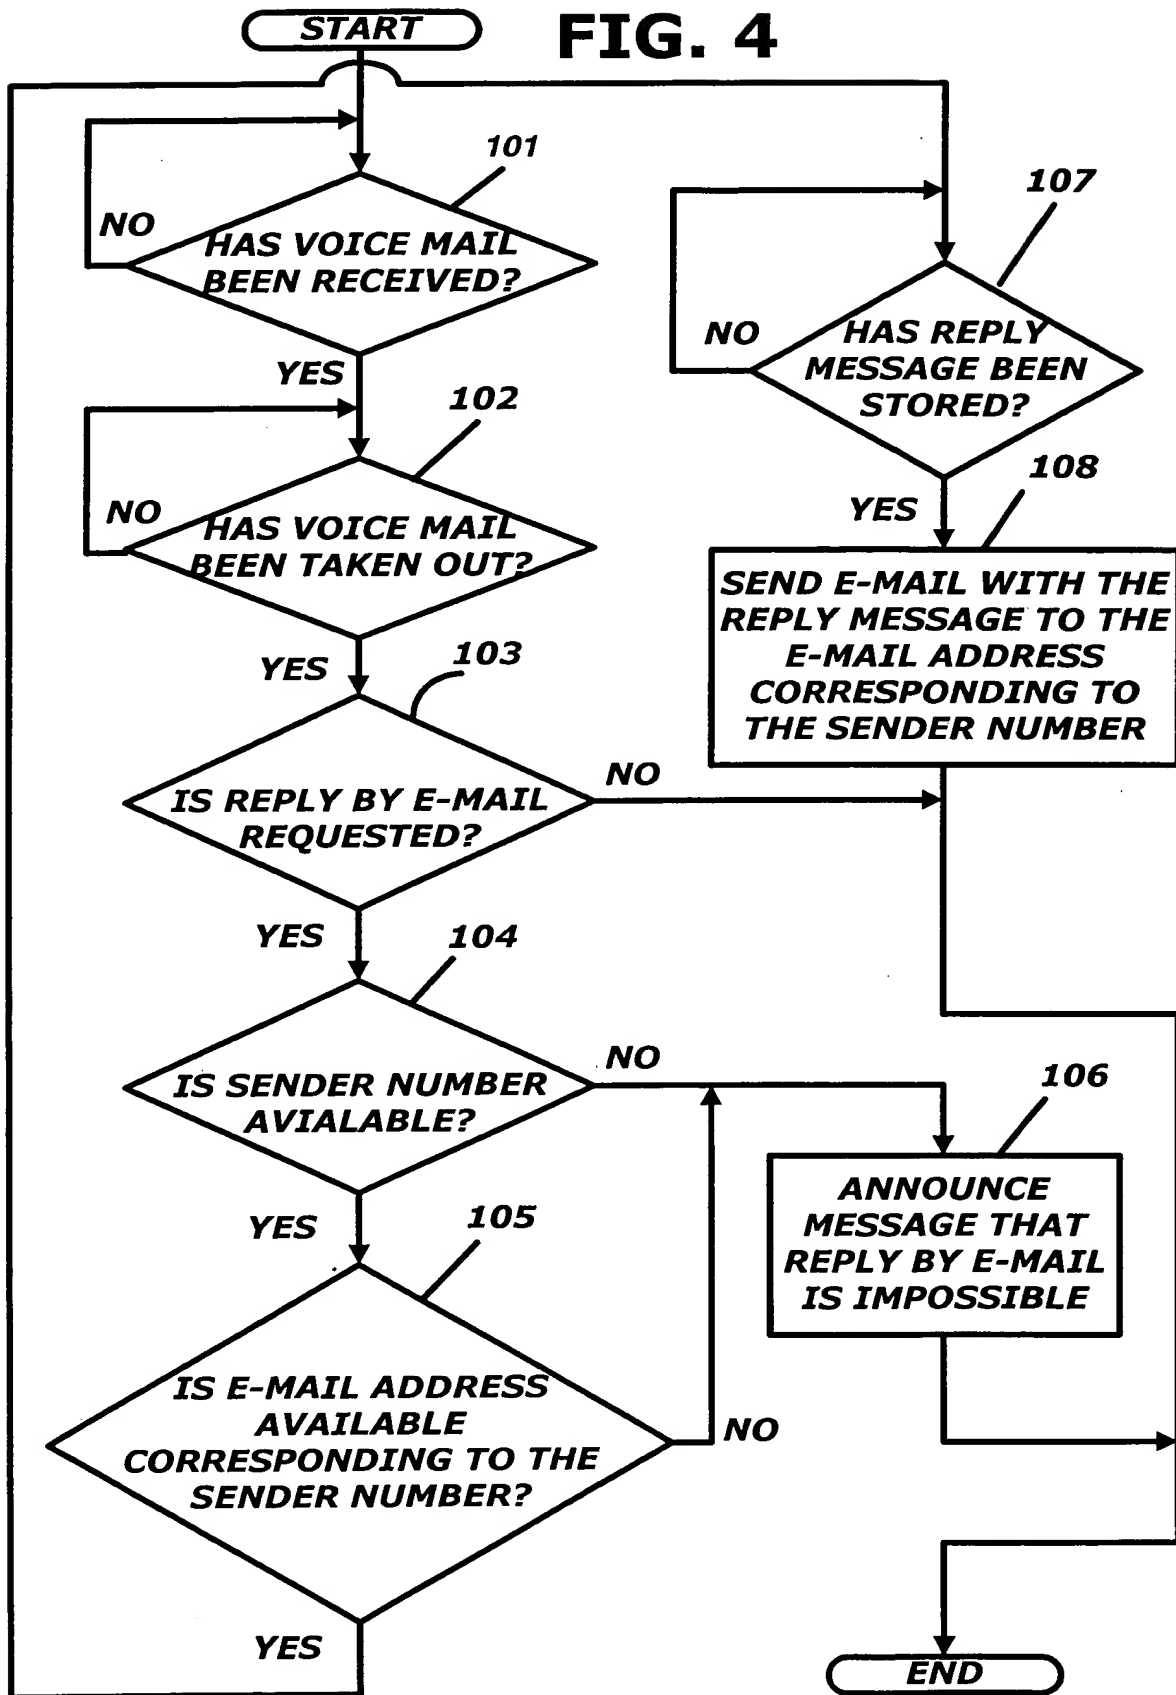 START
FIG. 4
101
NO
HAS VOICE MAIL
BEEN RECEIVED?
YES
102
NO
HAS VOICE MAIL
BEEN TAKEN OUT?
YES
103
IS REPLY BY E-MAIL
REQUESTED?
NO
YES
104
IS SENDER NUMBER
AVIALABLE?
NO
YES
105
IS E-MAIL ADDRESS
AVAILABLE
CORRESPONDING TO THE
SENDER NUMBER?
NO
YES
106
ANNOUNCE
MESSAGE THAT
REPLY BY E-MAIL
IS IMPOSSIBLE
107
NO
HAS REPLY
MESSAGE BEEN
STORED?
YES
108
SEND E-MAIL WITH THE
REPLY MESSAGE TO THE
E-MAIL ADDRESS
CORRESPONDING TO
THE SENDER NUMBER
END